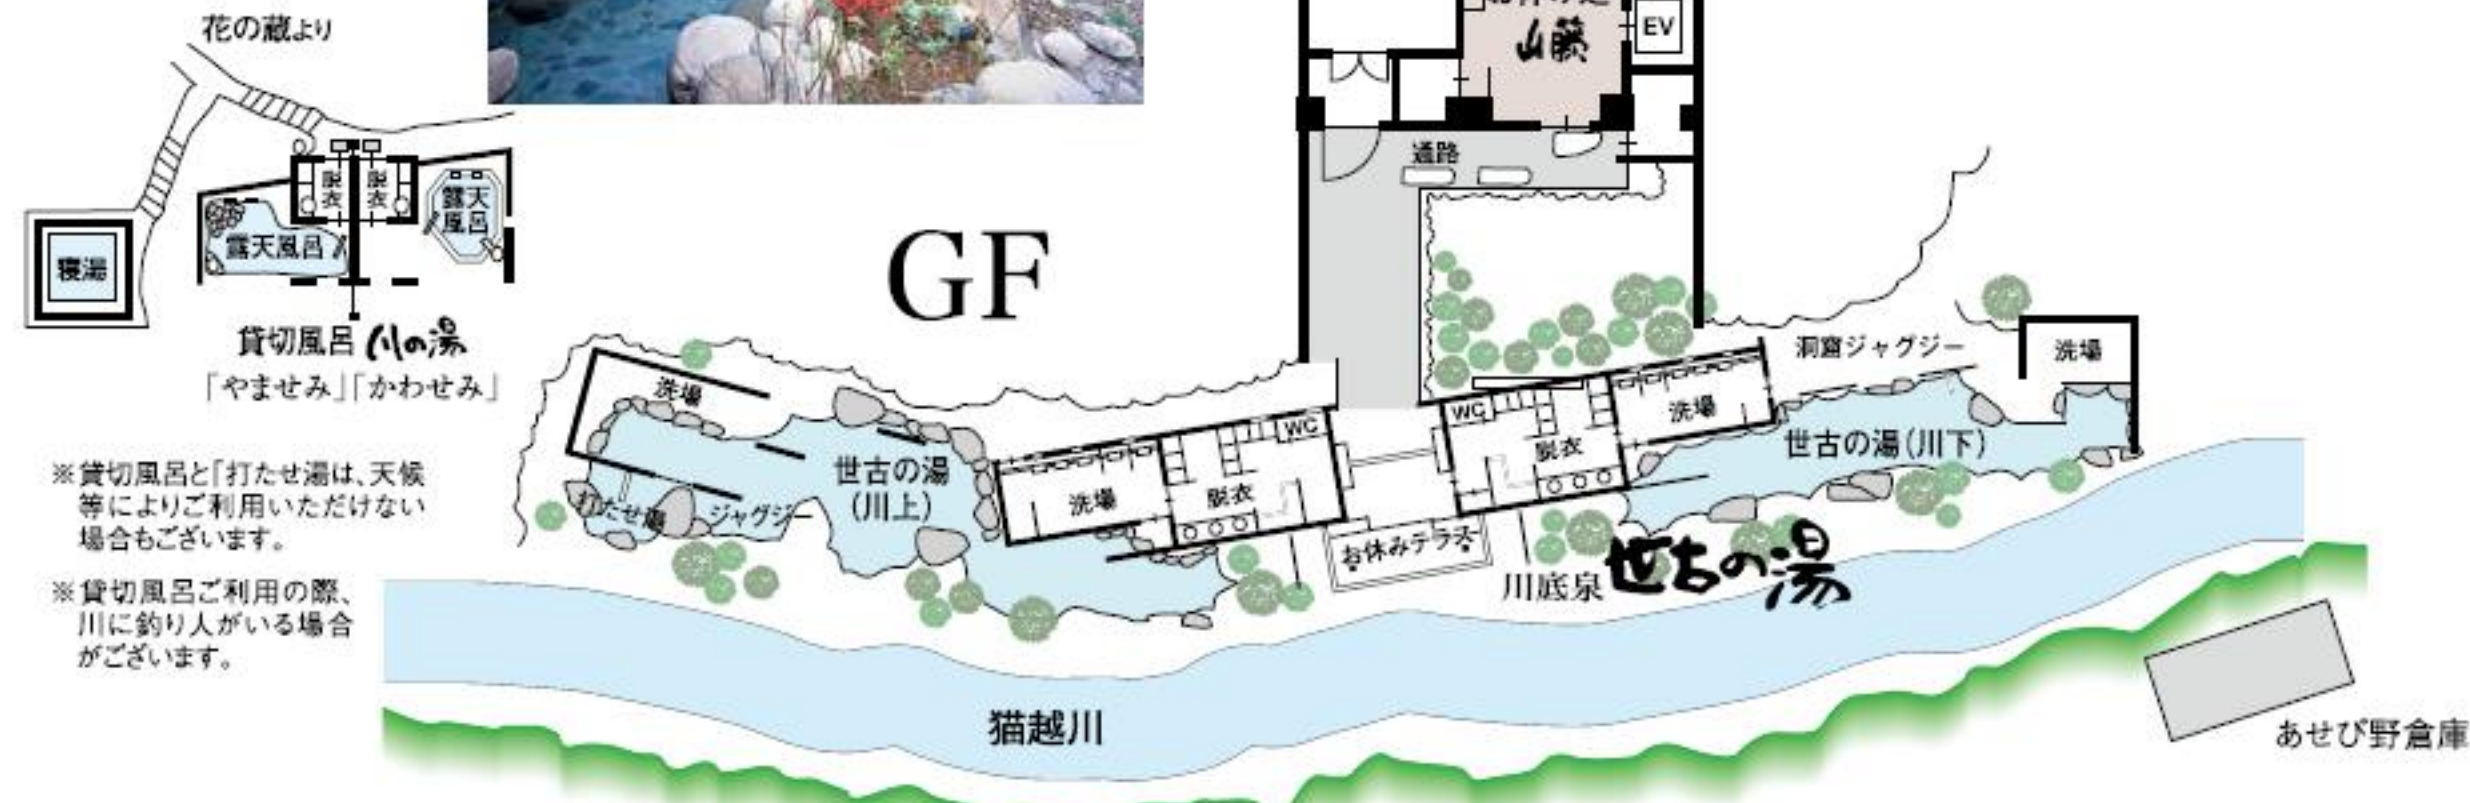 花の蔵より
山藤
EV
通路
脱衣
脱衣
露天
風呂
露天風呂
寝湯
GF
貸切風呂 川の湯
「やませみ」「かわせみ」
洞窟ジャグジー
洗場
洗場
洗場
WC
脱衣
世古の湯(川下)
WC
洗場
脱衣
世古の湯
(川上)
打たせ湯
ジャグジー
お休みテラス
川底泉 世古の湯
※貸切風呂と「打たせ湯は、天候
等によりご利用いただけない
場合もございます。
※貸切風呂ご利用の際、
川に釣り人がいる場合
がございます。
猫越川
あせび野倉庫